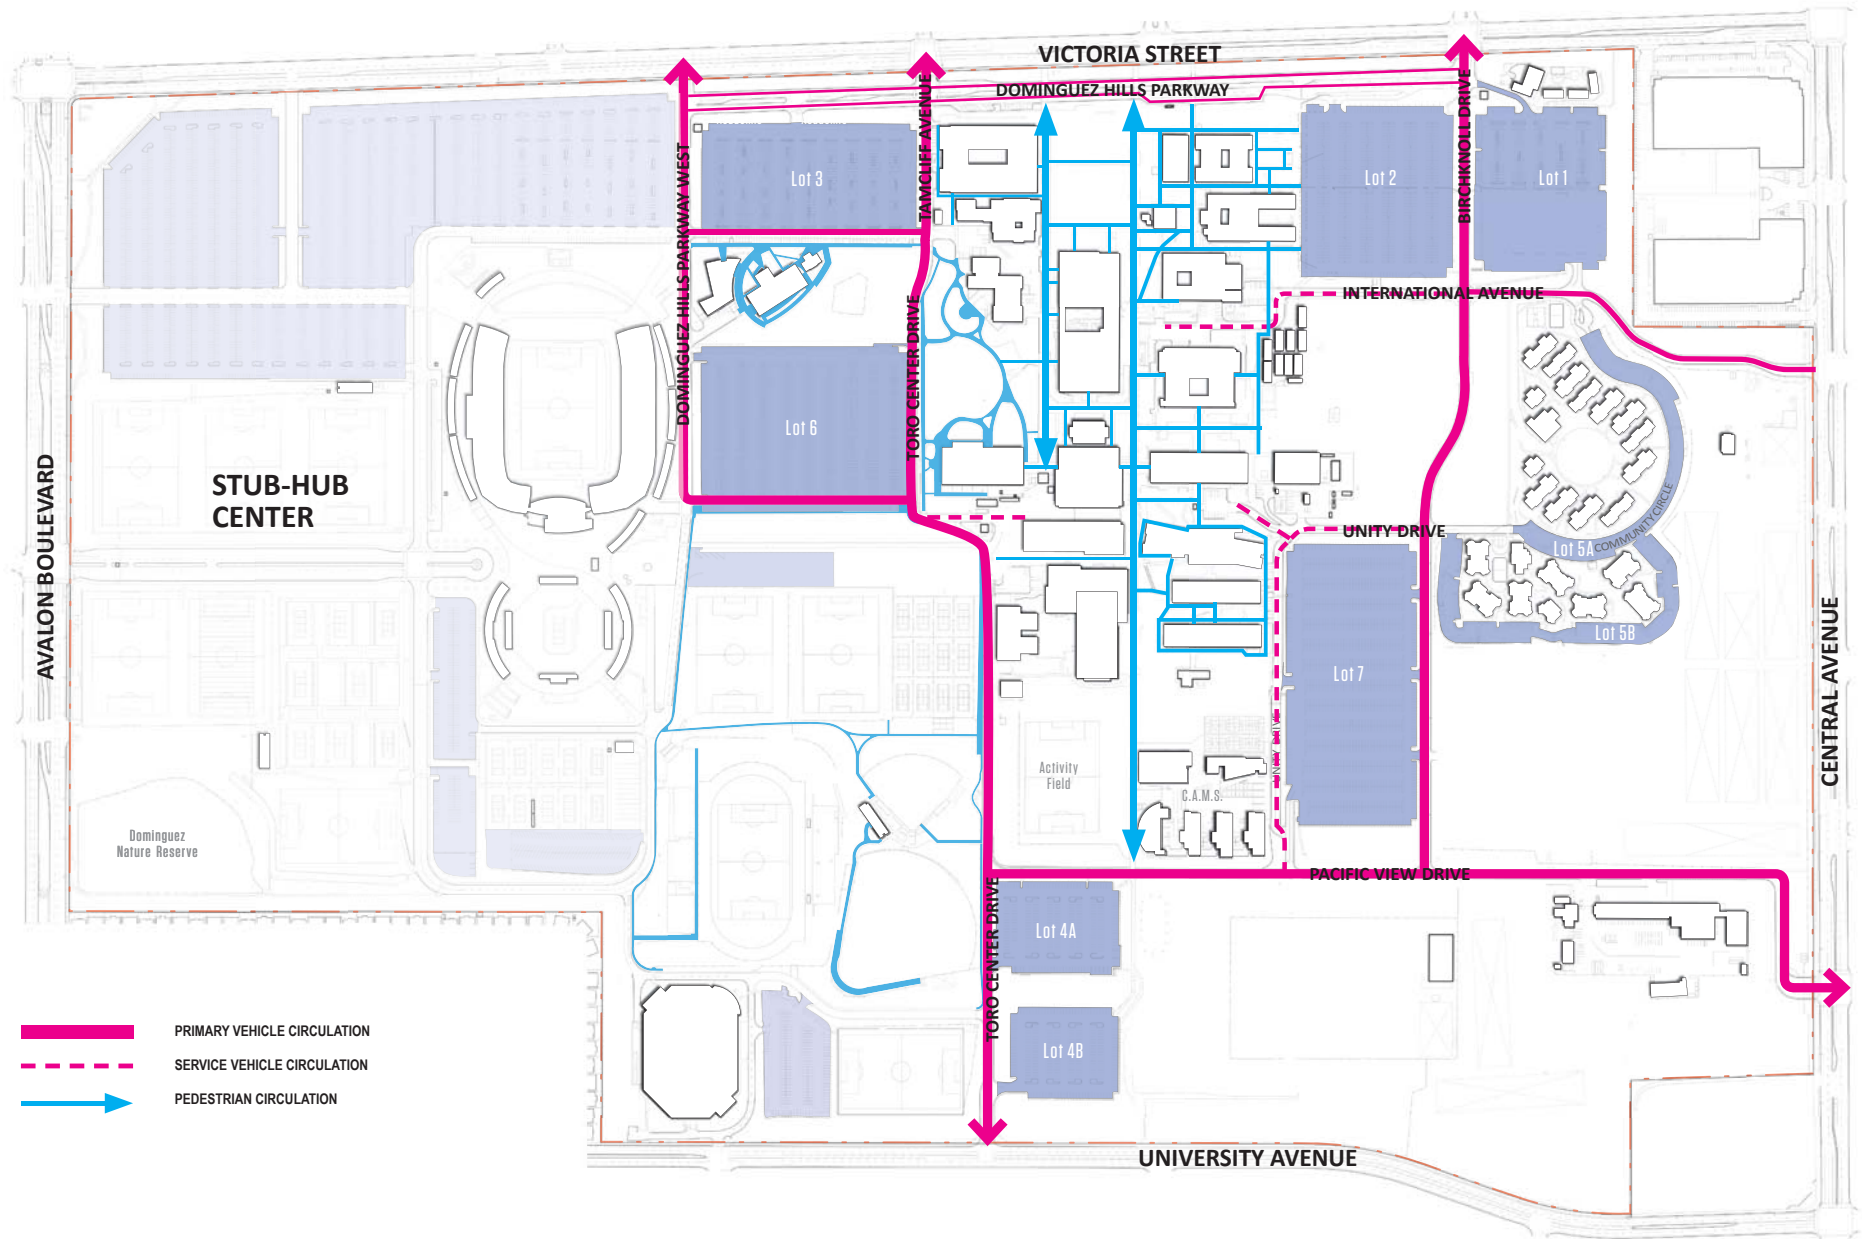 VICTORIA STREET
DOMINGUEZ HILLS PARKWAY
TAMCLIFF AVENUE
BIRCHKNOLL DRIVE
DOMINGUEZ HILLS PARKWAY WEST
Lot 3
Lot 2
Lot 1
INTERNATIONAL AVENUE
TORO CENTER DRIVE
Lot 6
STUB-HUB
CENTER
AVALON BOULEVARD
COMMUNITY CIRCLE
UNITY DRIVE
Lot 5A
Lot 5B
Lot 7
UNITY DRIVE
CENTRAL AVENUE
Activity
Field
C.A.M.S.
Dominguez
Nature Reserve
PACIFIC VIEW DRIVE
TORO CENTER DRIVE
Lot 4A
Lot 4B
PRIMARY VEHICLE CIRCULATION
SERVICE VEHICLE CIRCULATION
PEDESTRIAN CIRCULATION
UNIVERSITY AVENUE